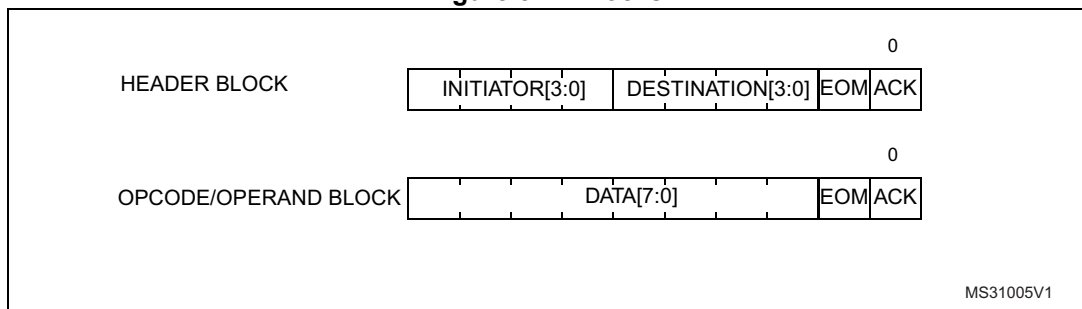 0
HEADER BLOCK INITIATOR[3:0] DESTINATION[3:0] EOM ACK
0
OPCODE/OPERAND BLOCK DATA[7:0] EOM ACK
MS31005V1